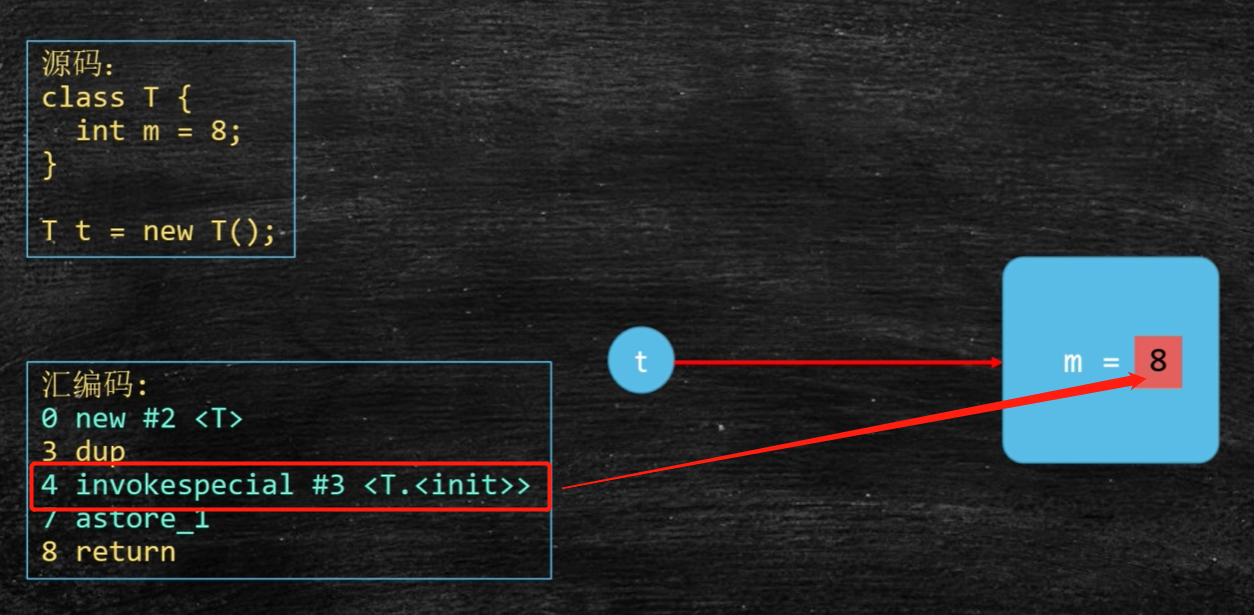 源码:
class T {
  int m = 8;
}
T t = new T();
汇编码:
0 new #2 <T>
3 dup
4 invokespecial #3 <T.<init>>
7 astore_1
8 return
t
m = 8